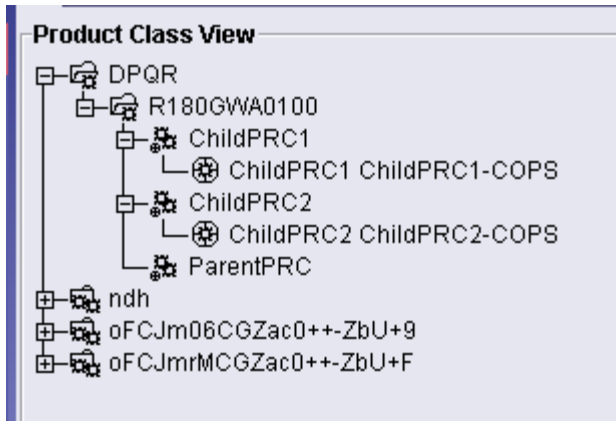 Product Class View
DPQR
R180GWA0100
ChildPRC1
ChildPRC1 ChildPRC1-COPS
ChildPRC2
ChildPRC2 ChildPRC2-COPS
ParentPRC
ndh
oFCJm06CGZac0++-ZbU+9
oFCJmrMCGZac0++-ZbU+F